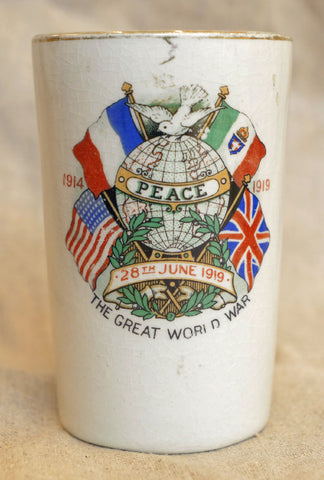 1914
1919
PEACE
28TH JUNE 1919
THE GREAT WORLD WAR